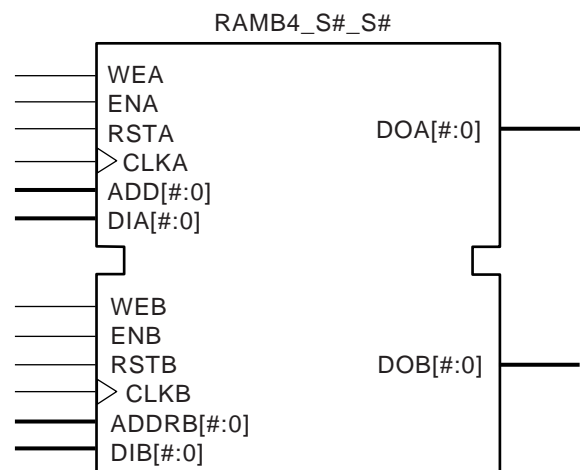 RAMB4_S#_S#
WEA
ENA
RSTA
DOA[#:0]
CLKA
ADD[#:0]
DIA[#:0]
WEB
ENB
RSTB
DOB[#:0]
CLKB
ADDRB[#:0]
DIB[#:0]